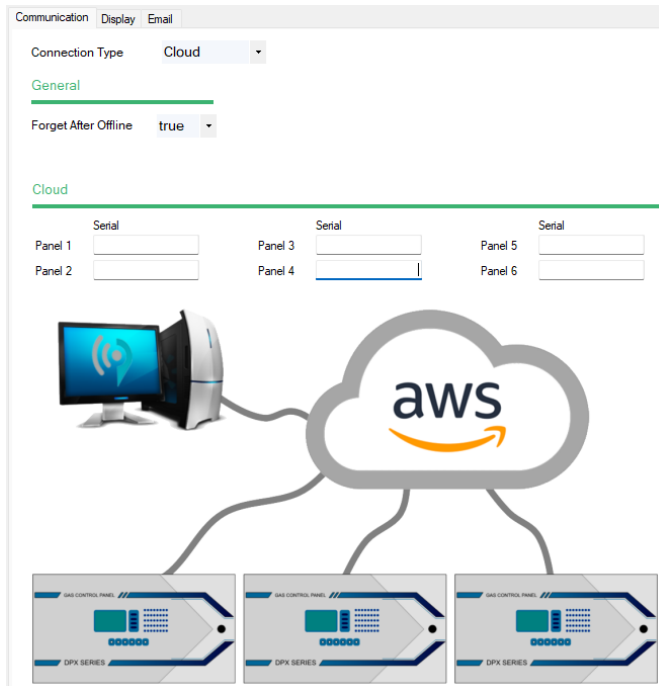 Communication Display Email
Connection Type Cloud
General
Forget After Offline true
Cloud
Serial Serial Serial
Panel 1 Panel 3 Panel 5
Panel 2 Panel 4 Panel 6
aws
GAS CONTROL PANEL GAS CONTROL PANEL GAS CONTROL PANEL
DPX SERIES DPX SERIES DPX SERIES